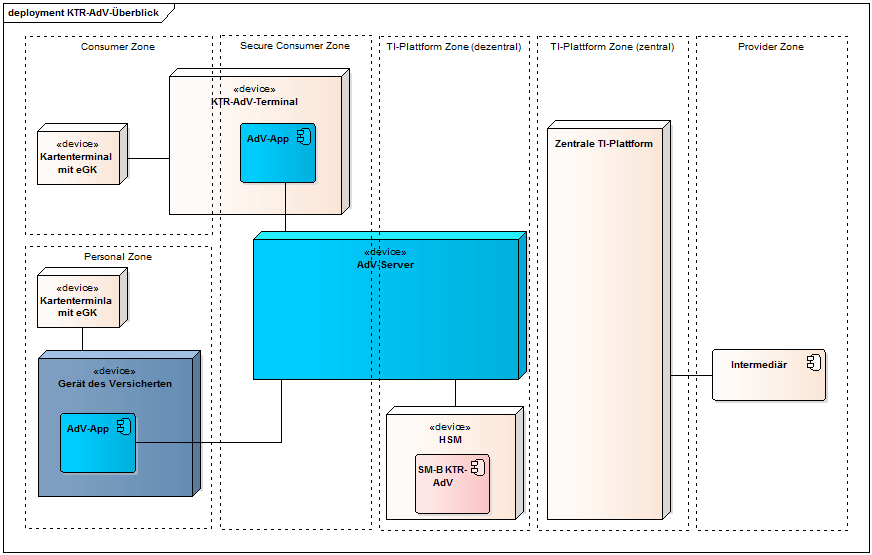 deployment KTR-AdV-Überblick
Consumer Zone
Secure Consumer Zone
TI-Plattform Zone (dezentral)
TI-Plattform Zone (zentral)
Provider Zone
«device»
KTR-AdV-Terminal
AdV-App
«device»
Kartenterminal
mit eGK
Zentrale TI-Plattform
Personal Zone
«device»
AdV-Server
«device»
Kartenterminla
mit eGK
«device»
Gerät des Versicherten
AdV-App
Intermediär
«device»
HSM
SM-B KTR-
AdV